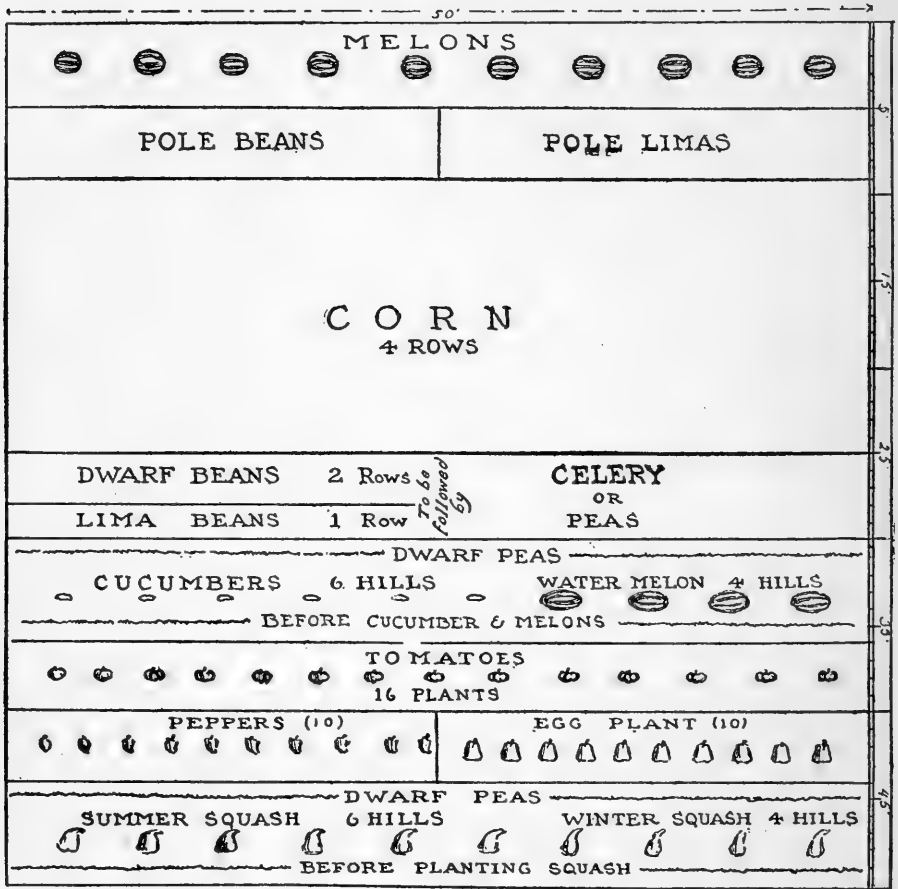 50'
MELONS
5'
POLE BEANS POLE LIMAS
15'
CORN
4 ROWS
25'
DWARF BEANS 2 Rows To be followed by CELERY
OR
LIMA BEANS 1 Row PEAS
DWARF PEAS
CUCUMBERS 6 HILLS WATER MELON 4 HILLS
BEFORE CUCUMBER & MELONS
35'
TOMATOES
16 PLANTS
PEPPERS (10) EGG PLANT (10)
DWARF PEAS
45'
SUMMER SQUASH 6 HILLS WINTER SQUASH 4 HILLS
BEFORE PLANTING SQUASH